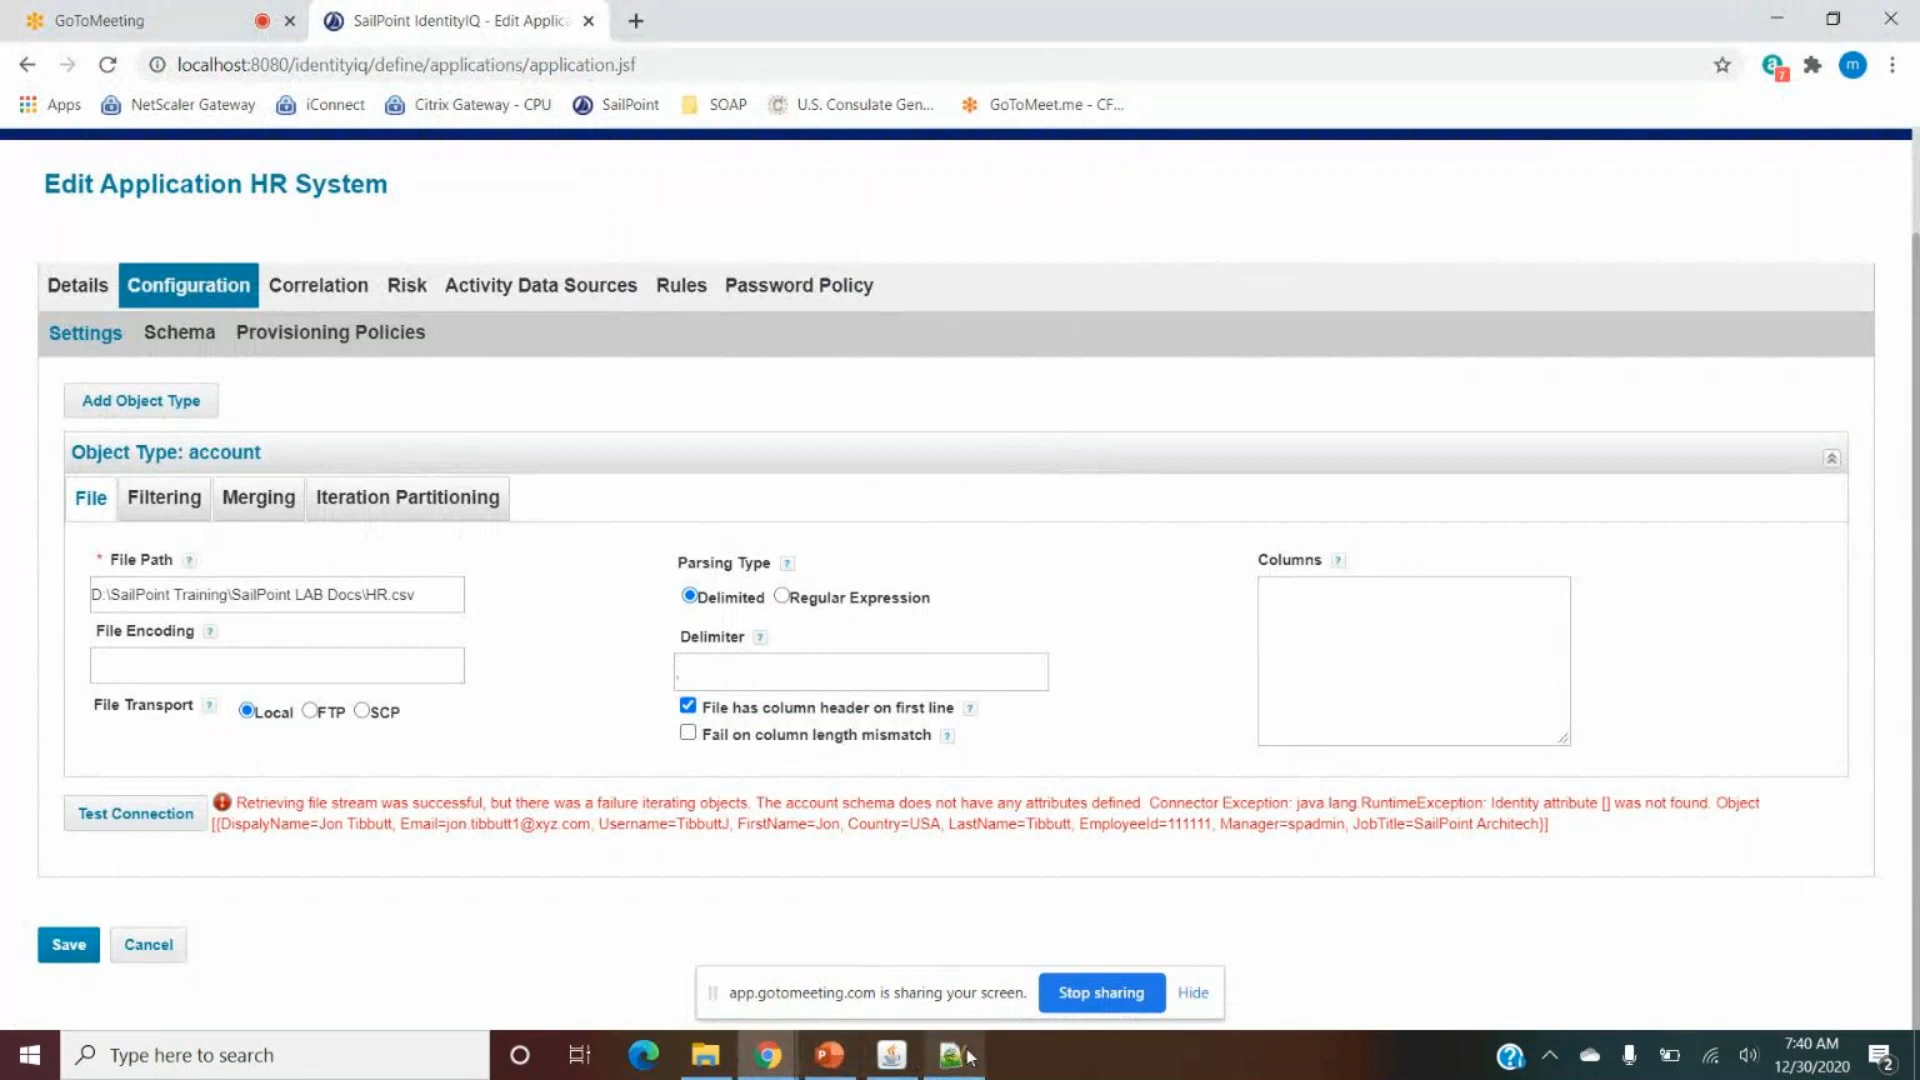 GoToMeeting
SailPoint IdentityIQ - Edit Applic
localhost:8080/identityiq/define/applications/application.jsf
7
m
Apps NetScaler Gateway iConnect Citrix Gateway - CPU SailPoint SOAP U.S. Consulate Gen... GoToMeet.me - CF...
Edit Application HR System
Details Configuration Correlation Risk Activity Data Sources Rules Password Policy
Settings Schema Provisioning Policies
Add Object Type
Object Type: account
File Filtering Merging Iteration Partitioning
* File Path ?
D:\SailPoint Training\SailPoint LAB Docs\HR.csv
File Encoding ?
File Transport ? Local FTP SCP
Parsing Type ?
Delimited Regular Expression
Delimiter ?
,
File has column header on first line ?
Fail on column length mismatch ?
Columns ?
Test Connection
Retrieving file stream was successful, but there was a failure iterating objects. The account schema does not have any attributes defined. Connector Exception: java.lang.RuntimeException: Identity attribute [] was not found. Object
[{DispalyName=Jon Tibbutt, Email=jon.tibbutt1@xyz.com, Username=TibbuttJ, FirstName=Jon, Country=USA, LastName=Tibbutt, EmployeeId=111111, Manager=spadmin, JobTitle=SailPoint Architech}]
Save Cancel
app.gotomeeting.com is sharing your screen. Stop sharing Hide
Type here to search
7:40 AM
12/30/2020
2